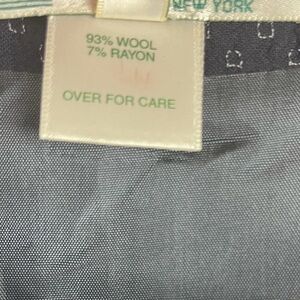 NEW YORK
93% WOOL
7% RAYON
OVER FOR CARE